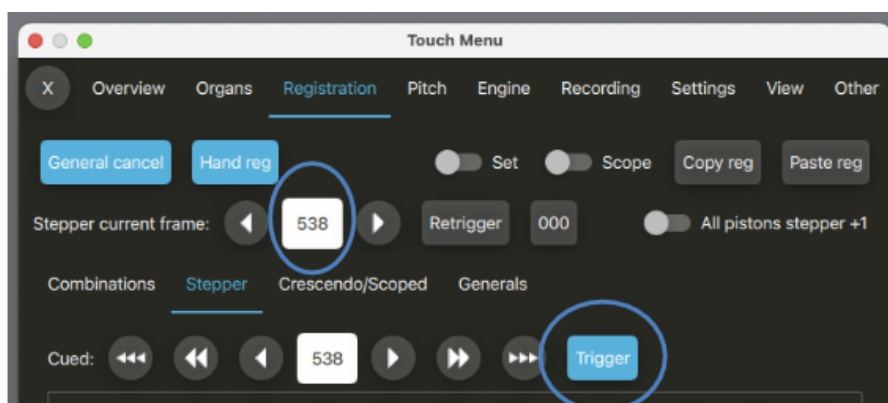 Touch Menu
X Overview Organs Registration Pitch Engine Recording Settings View Other
General cancel Hand reg Set Scope Copy reg Paste reg
Stepper current frame: 538 Retrigger 000 All pistons stepper +1
Combinations Stepper Crescendo/Scoped Generals
Cued: 538 Trigger